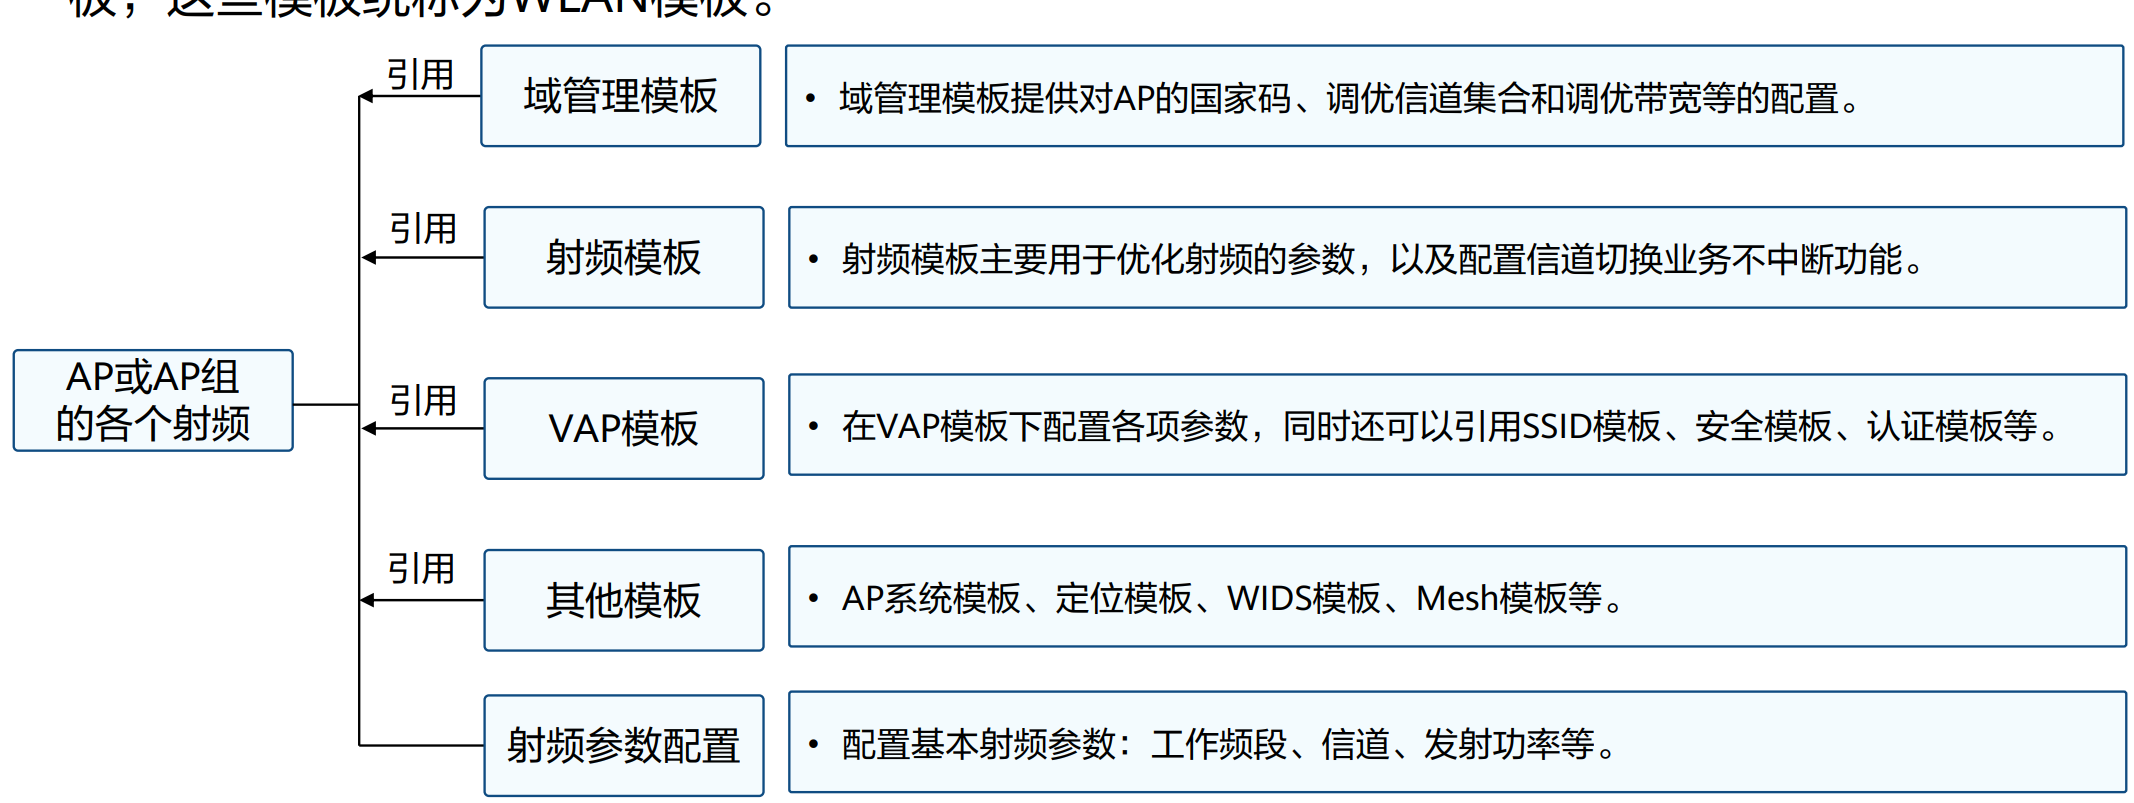 板，这些模板统称为WLAN模板。
引用
域管理模板
• 域管理模板提供对AP的国家码、调优信道集合和调优带宽等的配置。
引用
射频模板
• 射频模板主要用于优化射频的参数，以及配置信道切换业务不中断功能。
AP或AP组
的各个射频
引用
VAP模板
• 在VAP模板下配置各项参数，同时还可以引用SSID模板、安全模板、认证模板等。
引用
其他模板
• AP系统模板、定位模板、WIDS模板、Mesh模板等。
射频参数配置
• 配置基本射频参数：工作频段、信道、发射功率等。